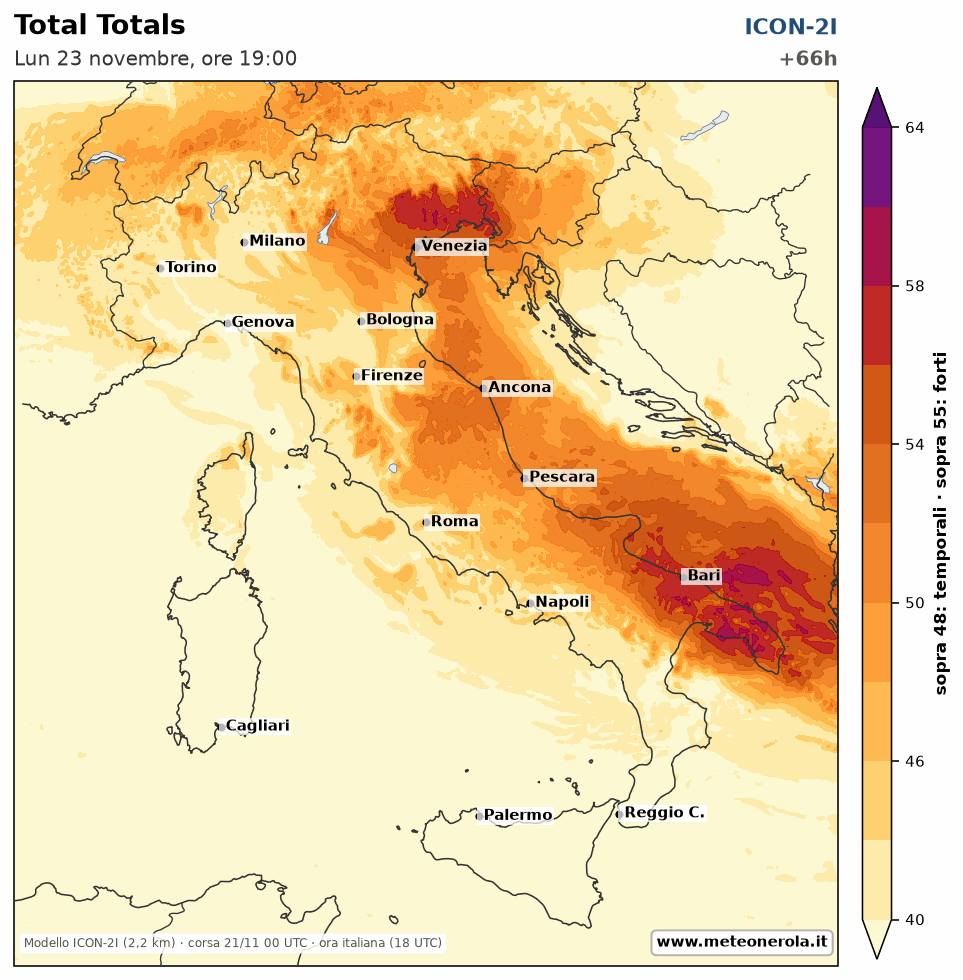 Total Totals
ICON-2I
Lun 23 novembre, ore 19:00
+66h
64
58
54
50
46
40
sopra 48: temporali · sopra 55: forti
Milano
Venezia
Torino
Genova
Bologna
Firenze
Ancona
Pescara
Roma
Bari
Napoli
Cagliari
Palermo
Reggio C.
Modello ICON-2I (2,2 km) · corsa 21/11 00 UTC · ora italiana (18 UTC)
www.meteonerola.it